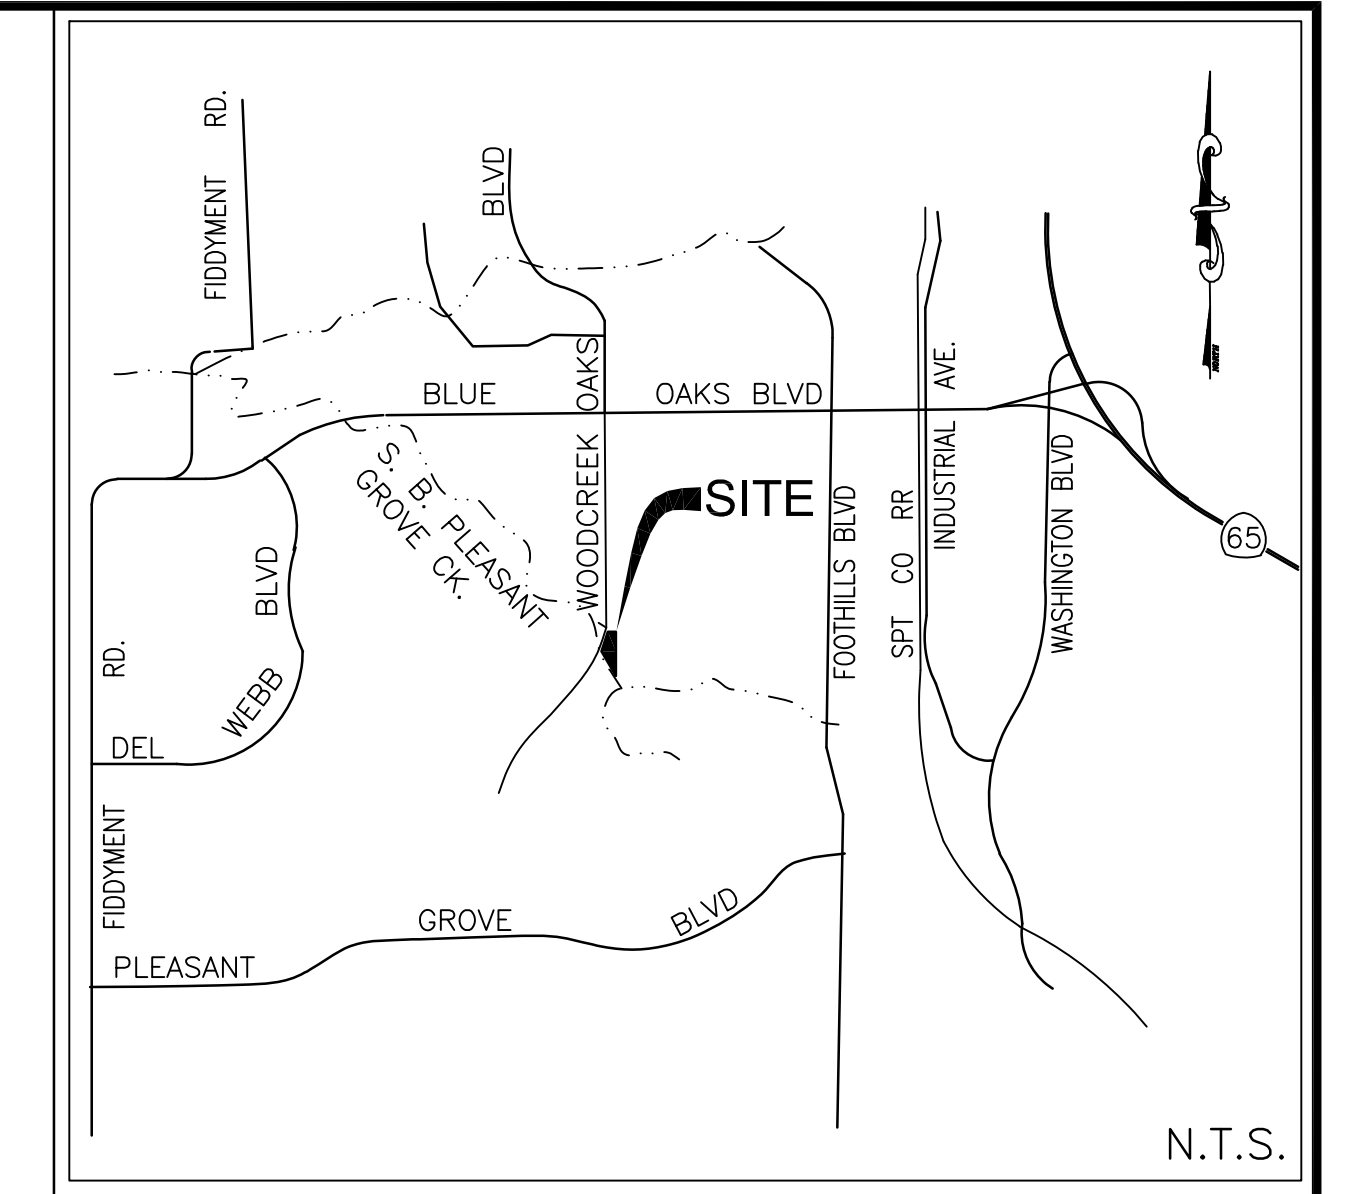 FIDDYMENT RD.
BLVD
WOODCREEK OAKS
BLUE OAKS BLVD
S. B. PLEASANT
GROVE CK.
SITE
FOOTHILLS BLVD
SPT CO RR
INDUSTRIAL AVE.
WASHINGTON BLVD
65
DEL WEBB BLVD
FIDDYMENT RD.
PLEASANT GROVE BLVD
NORTH
N.T.S.